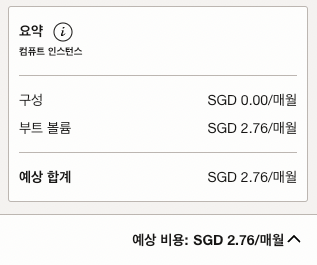 요약 i
컴퓨트 인스턴스
구성 SGD 0.00/매월
부트 볼륨 SGD 2.76/매월
예상 합계 SGD 2.76/매월
예상 비용: SGD 2.76/매월